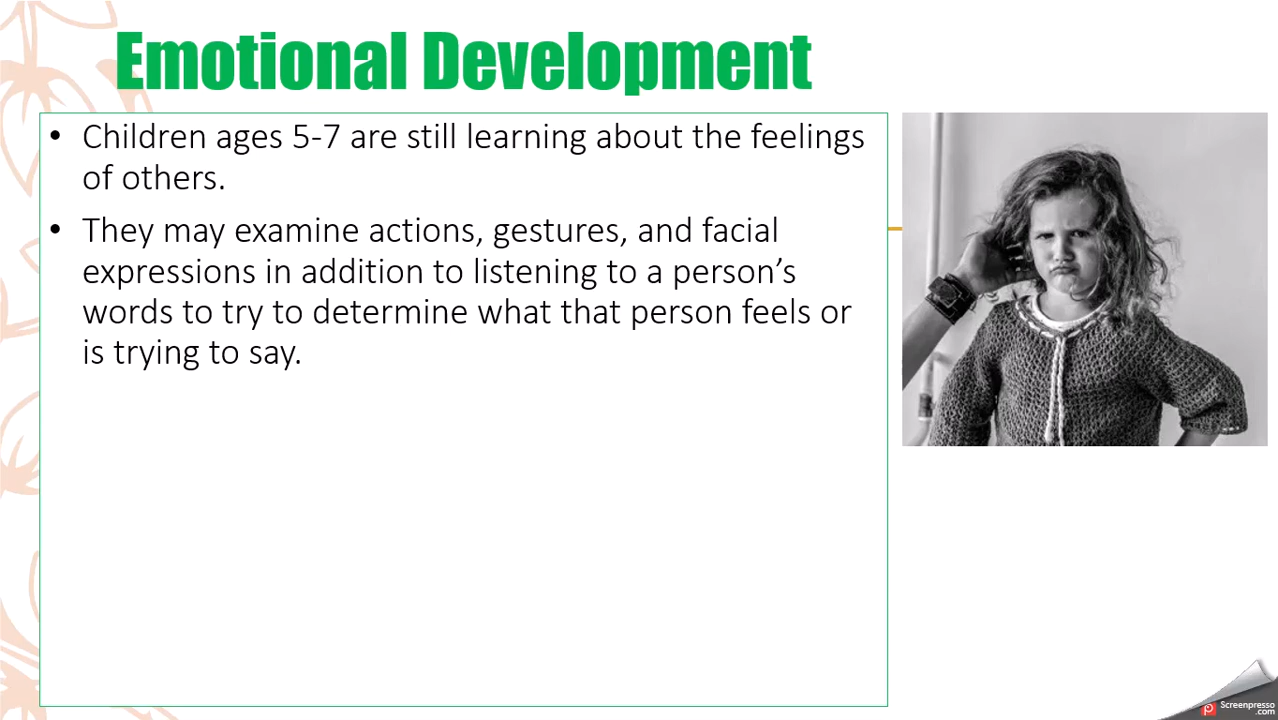 Emotional Development
• Children ages 5-7 are still learning about the feelings
of others.
• They may examine actions, gestures, and facial
expressions in addition to listening to a person’s
words to try to determine what that person feels or
is trying to say.
Screenpresso
.com